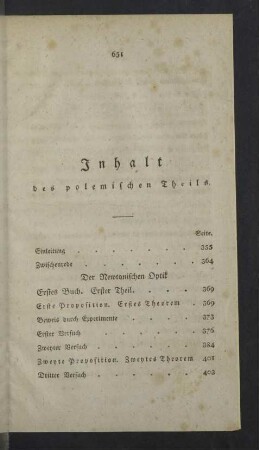 651
Inhalt
des polemischen Theils.
Seite.
Einleitung . . . . . . . 355
Zwischenrede . . . . . . . 364
Der Newtonischen Optik
Erstes Buch. Erster Theil. . . . 369
Erste Proposition. Erstes Theorem . 369
Beweis durch Experimente . . . . 373
Erster Versuch . . . . . . 376
Zweyter Versuch . . . . . . 384
Zweyte Proposition. Zweytes Theorem 401
Dritter Versuch . . . . . . 402